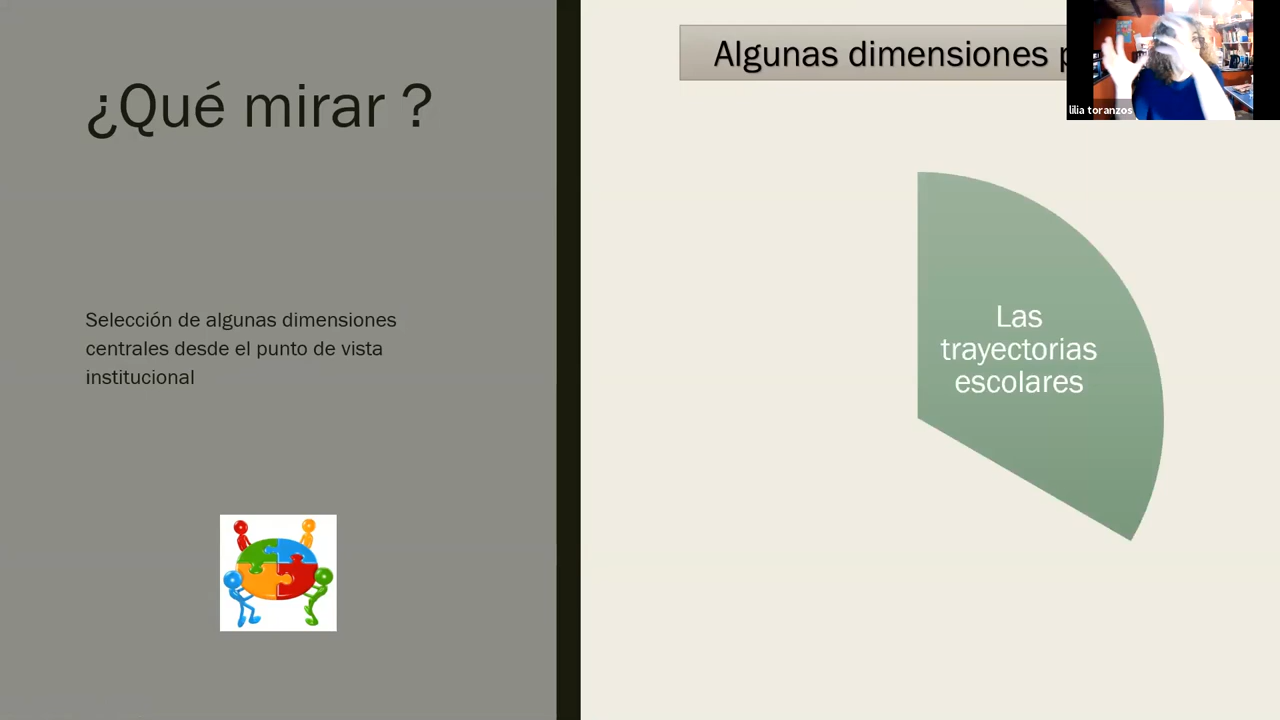 ¿Qué mirar ?
Selección de algunas dimensiones
centrales desde el punto de vista
institucional
Algunas dimensiones
lilia toranzos
Las
trayectorias
escolares